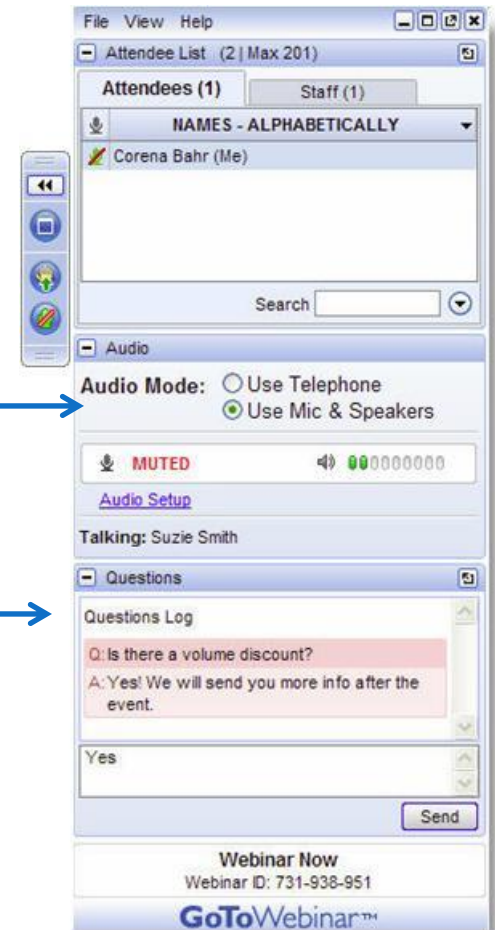 File View Help
Attendee List (2 | Max 201)
Attendees (1) Staff (1)
NAMES - ALPHABETICALLY
Corena Bahr (Me)
Search
Audio
Audio Mode: Use Telephone
Use Mic & Speakers
MUTED
Audio Setup
Talking: Suzie Smith
Questions
Questions Log
Q: Is there a volume discount?
A: Yes! We will send you more info after the
event.
Yes
Send
Webinar Now
Webinar ID: 731-938-951
GoToWebinar™